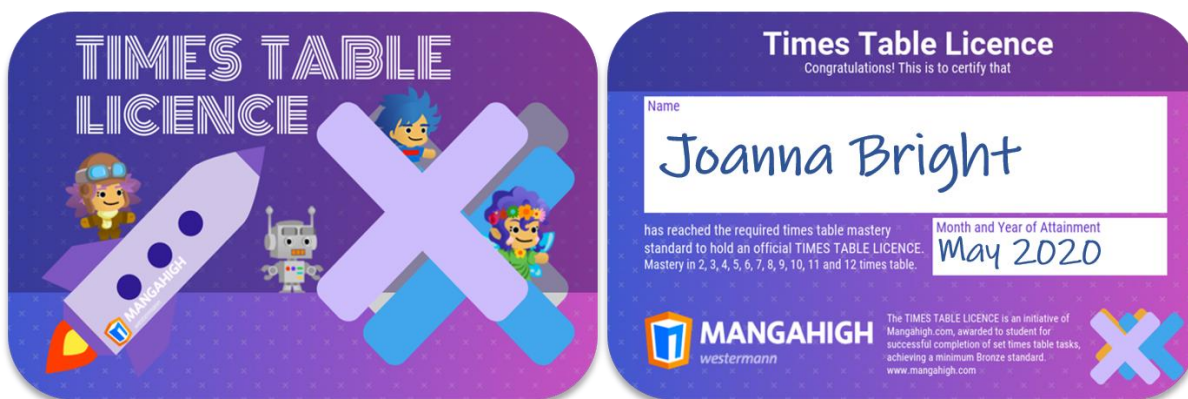 TIMES TABLE
LICENCE
MANGAHIGH
westermann
Times Table Licence
Congratulations! This is to certify that
Name
Joanna Bright
has reached the required times table mastery
standard to hold an official TIMES TABLE LICENCE.
Mastery in 2, 3, 4, 5, 6, 7, 8, 9, 10, 11 and 12 times table.
Month and Year of Attainment
May 2020
MANGAHIGH
westermann
The TIMES TABLE LICENCE is an initiative of
Mangahigh.com, awarded to student for
successful completion of set times table tasks,
achieving a minimum Bronze standard.
www.mangahigh.com